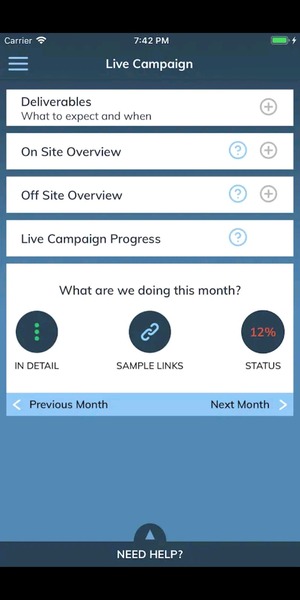 Carrier 7:42 PM
Live Campaign
Deliverables
What to expect and when
On Site Overview
Off Site Overview
Live Campaign Progress
What are we doing this month?
12%
IN DETAIL SAMPLE LINKS STATUS
Previous Month Next Month
NEED HELP?